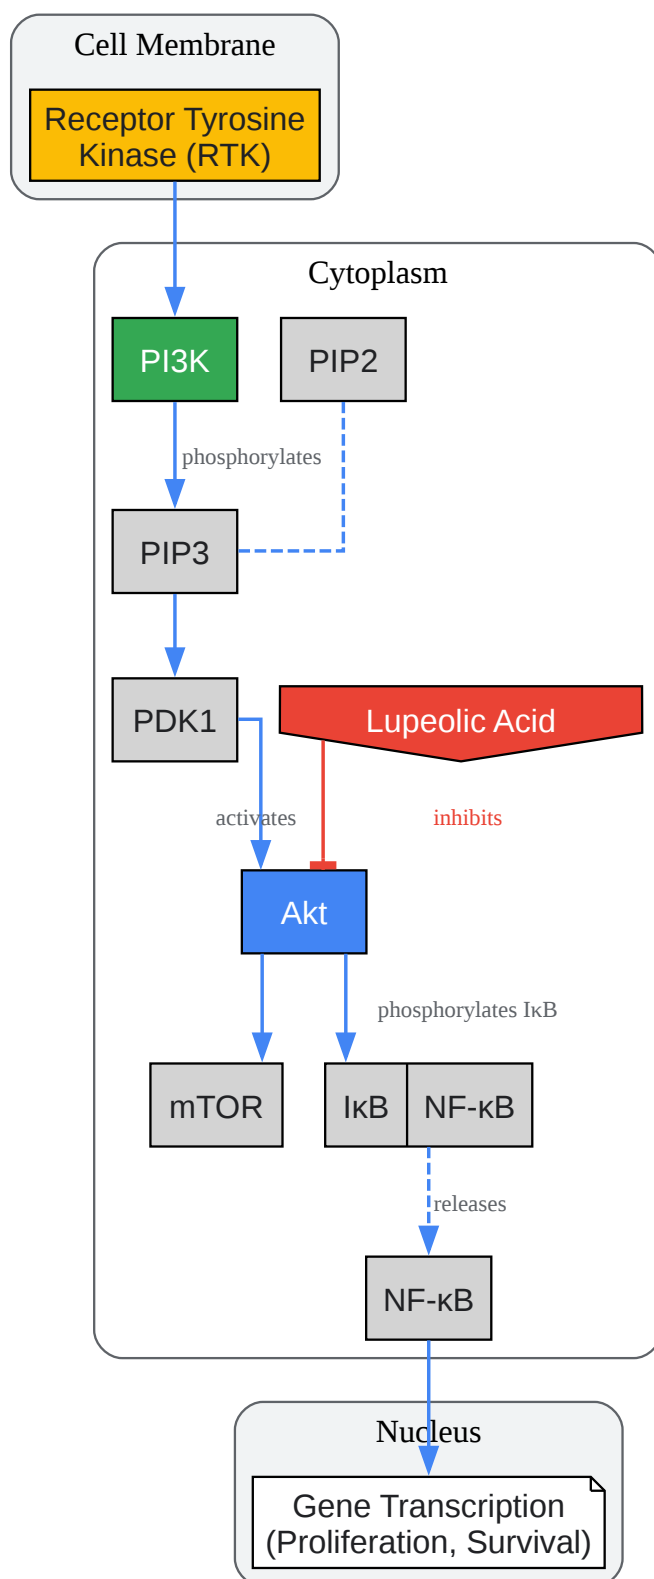 Cell Membrane
Receptor Tyrosine
Kinase (RTK)
Cytoplasm
PI3K
PIP2
phosphorylates
PIP3
PDK1
Lupeolic Acid
activates
inhibits
Akt
phosphorylates IκB
mTOR
IκB
NF-κB
releases
NF-κB
Nucleus
Gene Transcription
(Proliferation, Survival)